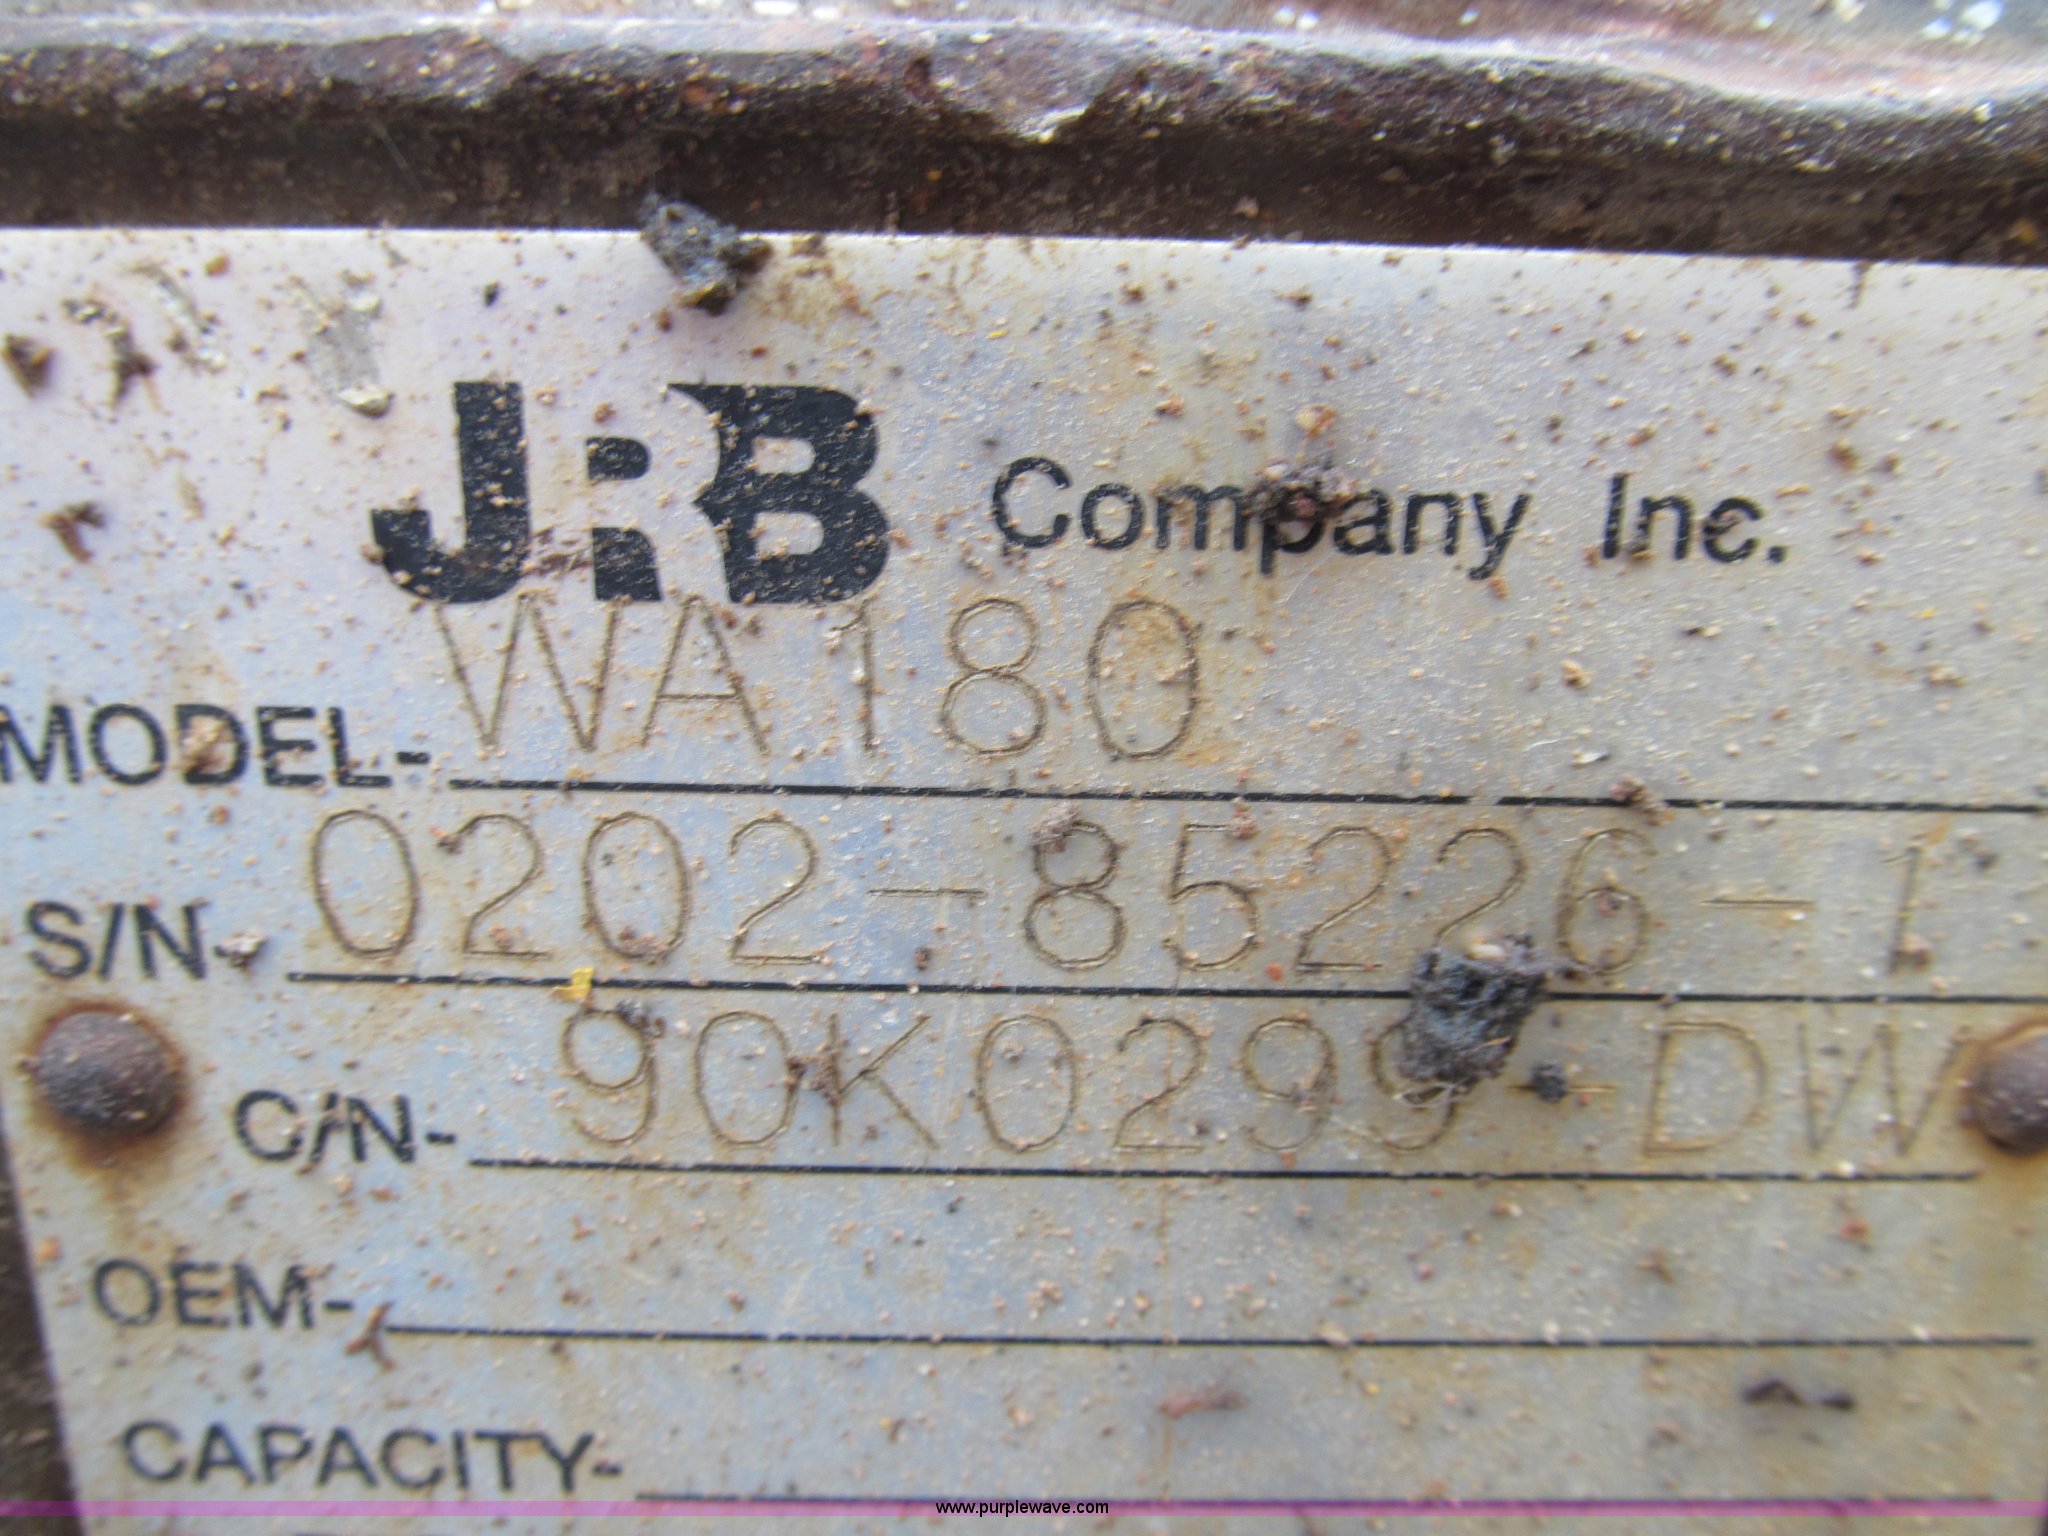 JRB Company Inc.
MODEL- WA180
S/N- 0202-85226-1
C/N- 90K0299-DW
OEM-
CAPACITY-
www.purplewave.com